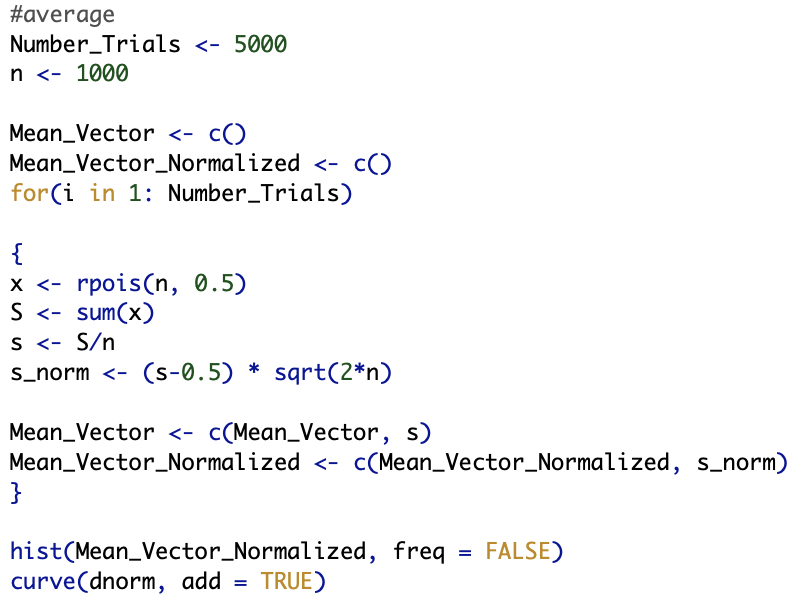 #average
Number_Trials <- 5000
n <- 1000
Mean_Vector <- c()
Mean_Vector_Normalized <- c()
for(i in 1: Number_Trials)
{
x <- rpois(n, 0.5)
S <- sum(x)
s <- S/n
s_norm <- (s-0.5) * sqrt(2*n)
Mean_Vector <- c(Mean_Vector, s)
Mean_Vector_Normalized <- c(Mean_Vector_Normalized, s_norm)
}
hist(Mean_Vector_Normalized, freq = FALSE)
curve(dnorm, add = TRUE)